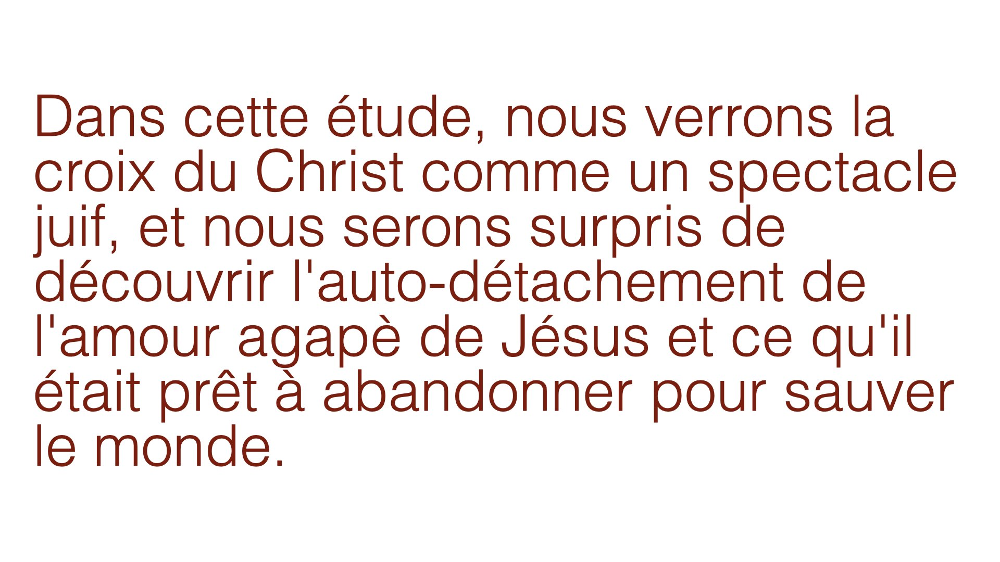 Dans cette étude, nous verrons la
croix du Christ comme un spectacle
juif, et nous serons surpris de
découvrir l'auto-détachement de
l'amour agapè de Jésus et ce qu'il
était prêt à abandonner pour sauver
le monde.